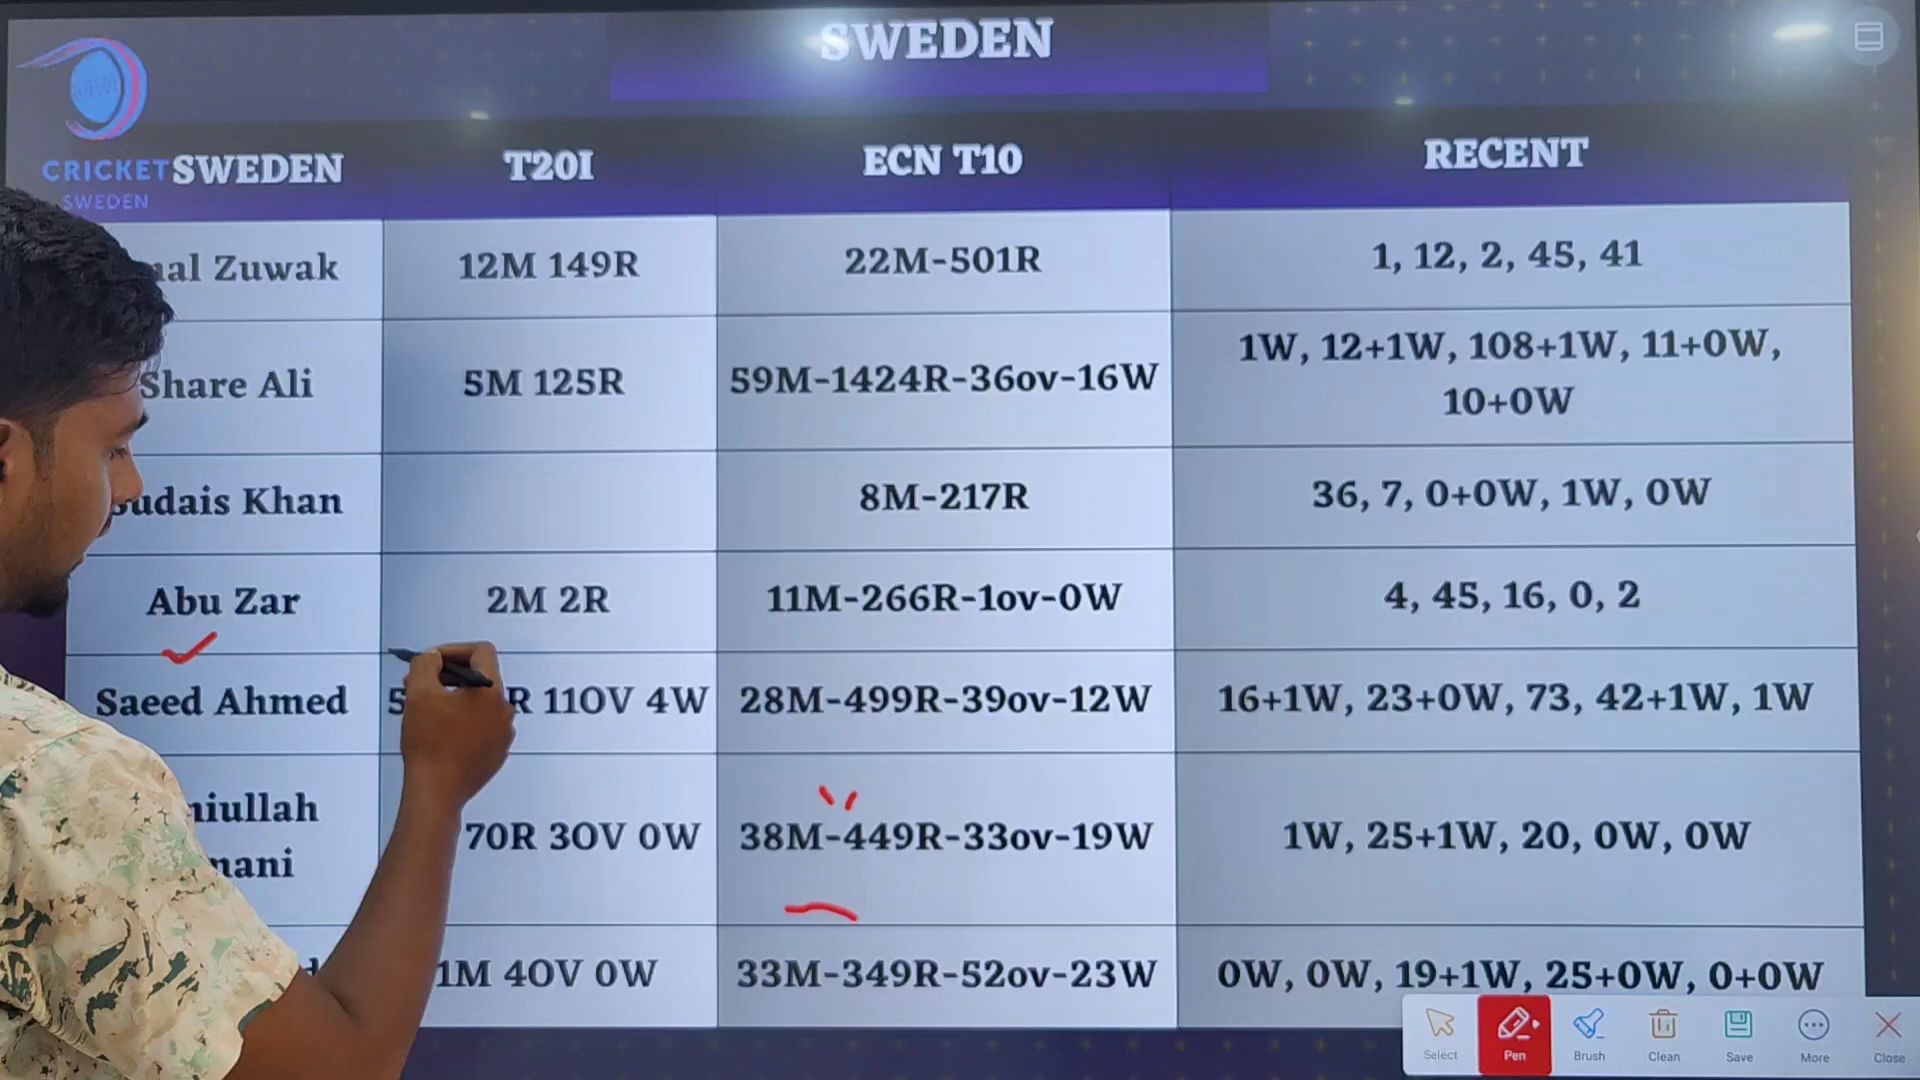 SWEDEN
CRICKET
SWEDEN
SWEDEN T20I ECN T10 RECENT
Zuwak 12M 149R 22M-501R 1, 12, 2, 45, 41
Share Ali 5M 125R 59M-1424R-36ov-16W 1W, 12+1W, 108+1W, 11+0W,
10+0W
Khan 8M-217R 36, 7, 0+0W, 1W, 0W
Abu Zar 2M 2R 11M-266R-1ov-0W 4, 45, 16, 0, 2
Saeed Ahmed 11OV 4W 28M-499R-39ov-12W 16+1W, 23+0W, 73, 42+1W, 1W
70R 3OV 0W 38M-449R-33ov-19W 1W, 25+1W, 20, 0W, 0W
1M 4OV 0W 33M-349R-52ov-23W 0W, 0W, 19+1W, 25+0W, 0+0W
Select Pen Brush Clean Save More Close